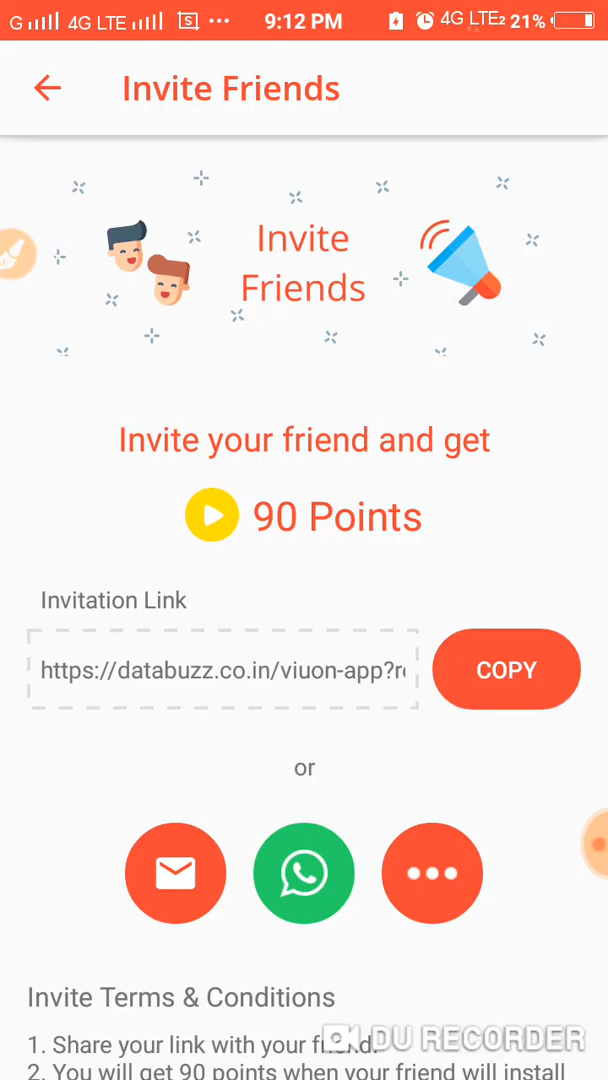 G 4G LTE 9:12 PM 4G LTE2 21%
Invite Friends
Invite
Friends
Invite your friend and get
90 Points
Invitation Link
https://databuzz.co.in/viuon-app?r
COPY
or
Invite Terms & Conditions
1. Share your link with your friend.
2. You will get 90 points when your friend will install
DU RECORDER